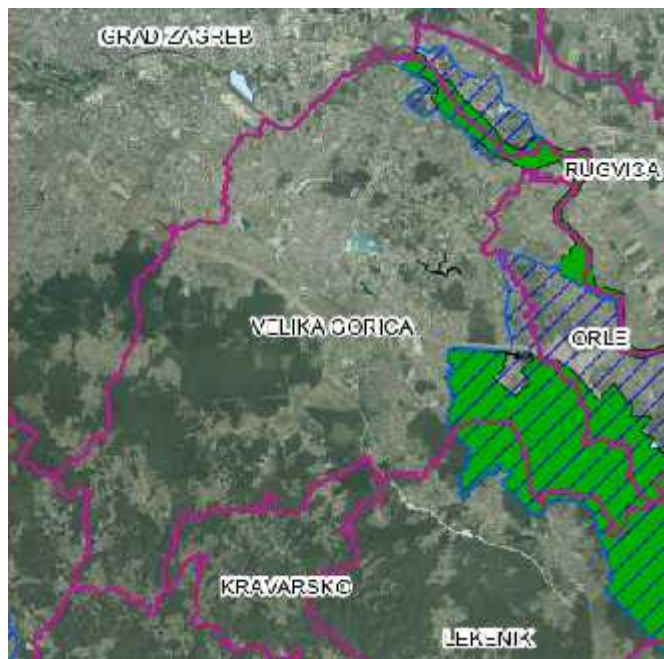 GRAD ZAGREB
RUGVICA
VELIKA GORICA
ORLE
KRAVARSKO
LEKENIK